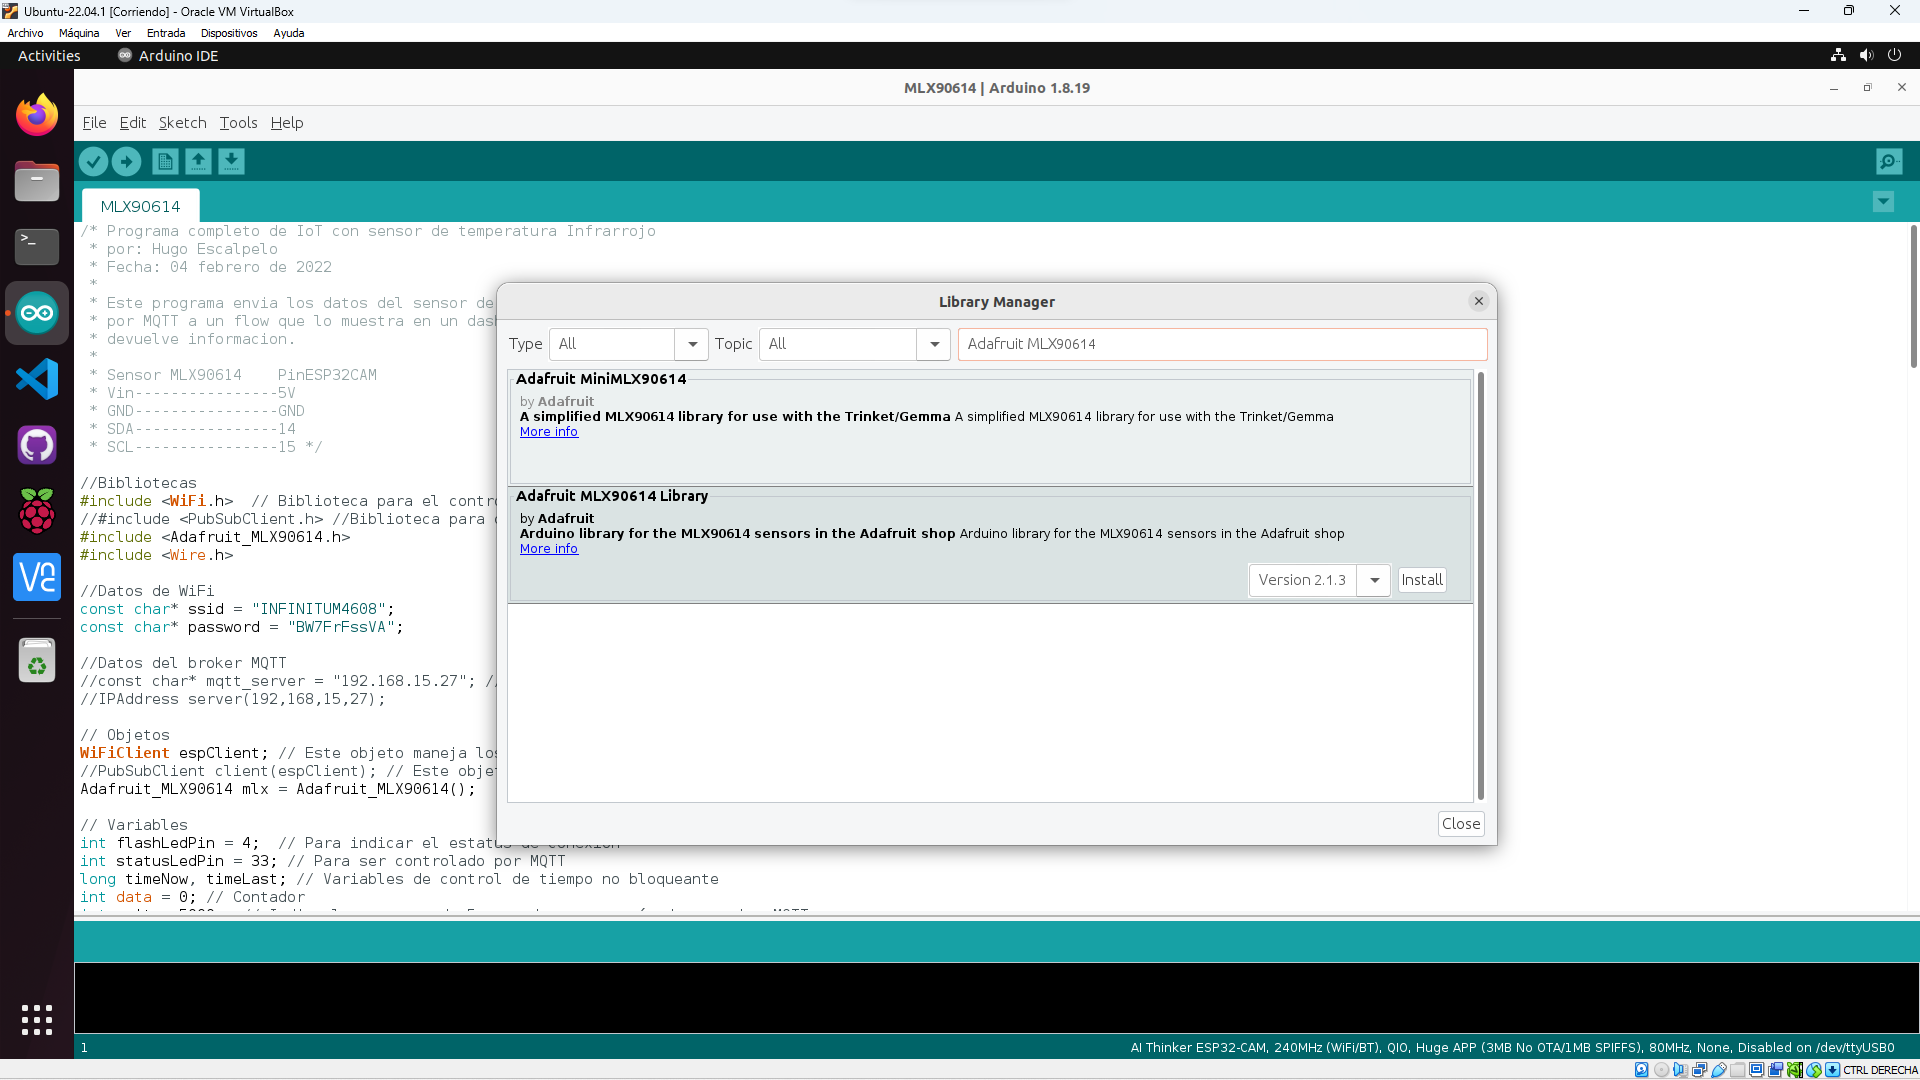 Ubuntu-22.04.1 [Corriendo] - Oracle VM VirtualBox
Archivo Máquina Ver Entrada Dispositivos Ayuda
Activities Arduino IDE
MLX90614 | Arduino 1.8.19
File Edit Sketch Tools Help
MLX90614
/* Programa completo de IoT con sensor de temperatura Infrarrojo
* por: Hugo Escalpelo
* Fecha: 04 febrero de 2022
*
* Este programa envia los datos del sensor de
* por MQTT a un flow que lo muestra en un das
* devuelve informacion.
*
* Sensor MLX90614    PinESP32CAM
* Vin----------------5V
* GND----------------GND
* SDA----------------14
* SCL----------------15 */
//Bibliotecas
#include <WiFi.h>  // Biblioteca para el contr
//#include <PubSubClient.h> //Biblioteca para
#include <Adafruit_MLX90614.h>
#include <Wire.h>
//Datos de WiFi
const char* ssid = "INFINITUM4608";
const char* password = "BW7FrFssVA";
//Datos del broker MQTT
//const char* mqtt_server = "192.168.15.27"; /
//IPAddress server(192,168,15,27);
// Objetos
WiFiClient espClient; // Este objeto maneja los
//PubSubClient client(espClient); // Este obje
Adafruit_MLX90614 mlx = Adafruit_MLX90614();
// Variables
int flashLedPin = 4;  // Para indicar el estatus de conexion
int statusLedPin = 33; // Para ser controlado por MQTT
long timeNow, timeLast; // Variables de control de tiempo no bloqueante
int data = 0; // Contador
Library Manager
Type All Topic All Adafruit MLX90614
Adafruit MiniMLX90614
by Adafruit
A simplified MLX90614 library for use with the Trinket/Gemma A simplified MLX90614 library for use with the Trinket/Gemma
More info
Adafruit MLX90614 Library
by Adafruit
Arduino library for the MLX90614 sensors in the Adafruit shop Arduino library for the MLX90614 sensors in the Adafruit shop
More info
Version 2.1.3 Install
Close
1 AI Thinker ESP32-CAM, 240MHz (WiFi/BT), QIO, Huge APP (3MB No OTA/1MB SPIFFS), 80MHz, None, Disabled on /dev/ttyUSB0
CTRL DERECHA